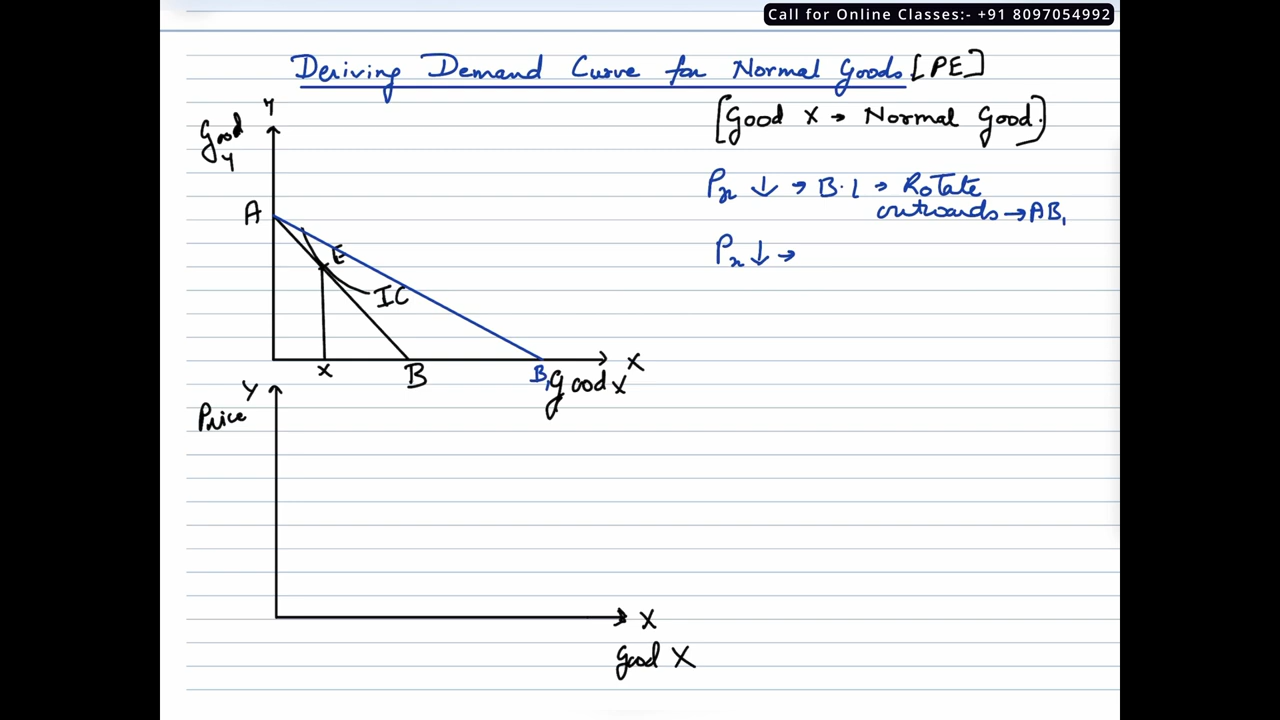 Call for Online Classes:- +91 8097054992
Deriving Demand Curve for Normal Goods [PE]
[Good X → Normal Good]
Y
Good
Y
Px ↓ → B.L → Rotate
outwards → AB1
A
Px ↓ →
E
IC
X
x
B
B1
Good X
Y
Price
X
Good X